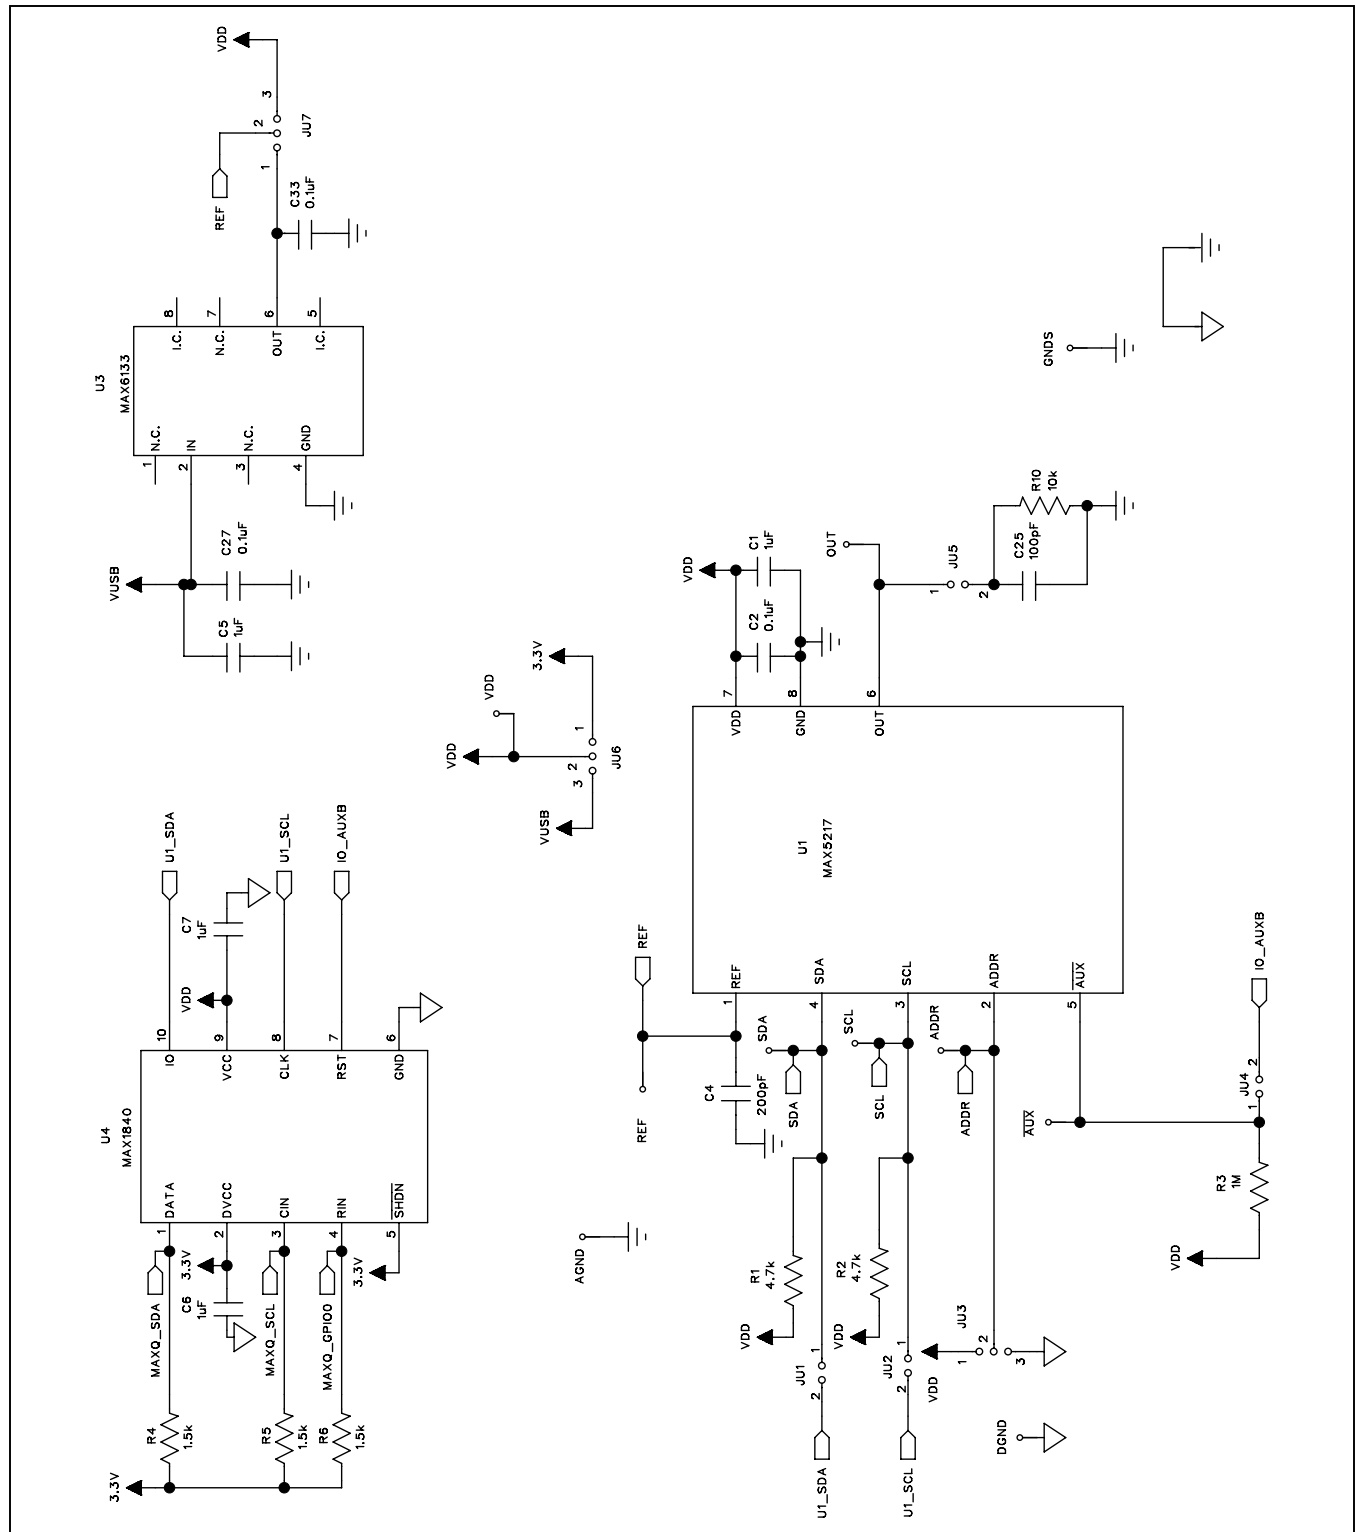 U4
MAX1840
DATA
DVCC
CIN
RIN
SHDN
IO
VCC
CLK
RST
GND
1
2
3
4
5
10
9
8
7
6
3.3V
R4
1.5k
R5
1.5k
R6
1.5k
MAXQ_SDA
MAXQ_SCL
MAXQ_GPIO0
3.3V
C6
1uF
3.3V
VDD
C7
1uF
U1_SDA
U1_SCL
IO_AUXB
U3
MAX6133
N.C.
IN
N.C.
GND
I.C.
N.C.
OUT
I.C.
1
2
3
4
8
7
6
5
VUSB
C5
1uF
C27
0.1uF
C33
0.1uF
REF
1
2
3
JU7
VDD
VUSB
VDD
VDD
3.3V
3
2
1
JU6
U1
MAX5217
REF
SDA
SCL
ADDR
AUX
VDD
GND
OUT
1
4
3
2
5
7
8
6
REF
REF
C4
200pF
SDA
SDA
SCL
SCL
ADDR
ADDR
AUX
AGND
R1
4.7k
VDD
R2
4.7k
VDD
JU1
1
2
U1_SDA
JU2
1
2
U1_SCL
JU3
1
2
3
VDD
DGND
VDD
R3
1M
JU4
1
2
IO_AUXB
VDD
C2
0.1uF
C1
1uF
OUT
JU5
1
2
C25
100pF
R10
10k
GNDS